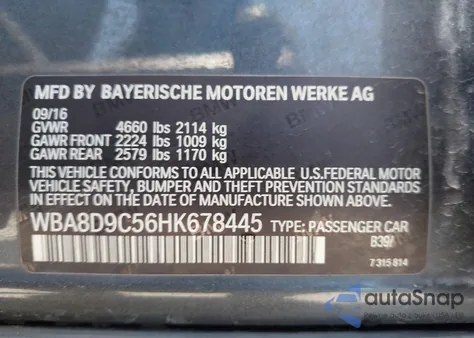 MFD BY BAYERISCHE MOTOREN WERKE AG
09/16
GVWR 4660 lbs 2114 kg
GAWR FRONT 2224 lbs 1009 kg
GAWR REAR 2579 lbs 1170 kg
THIS VEHICLE CONFORMS TO ALL APPLICABLE U.S.FEDERAL MOTOR
VEHICLE SAFETY, BUMPER AND THEFT PREVENTION STANDARDS
IN EFFECT ON THE DATE OF MANUFACTURE SHOWN ABOVE.
WBA8D9C56HK678445 TYPE: PASSENGER CAR
B39/
7 315 814
autoSnap